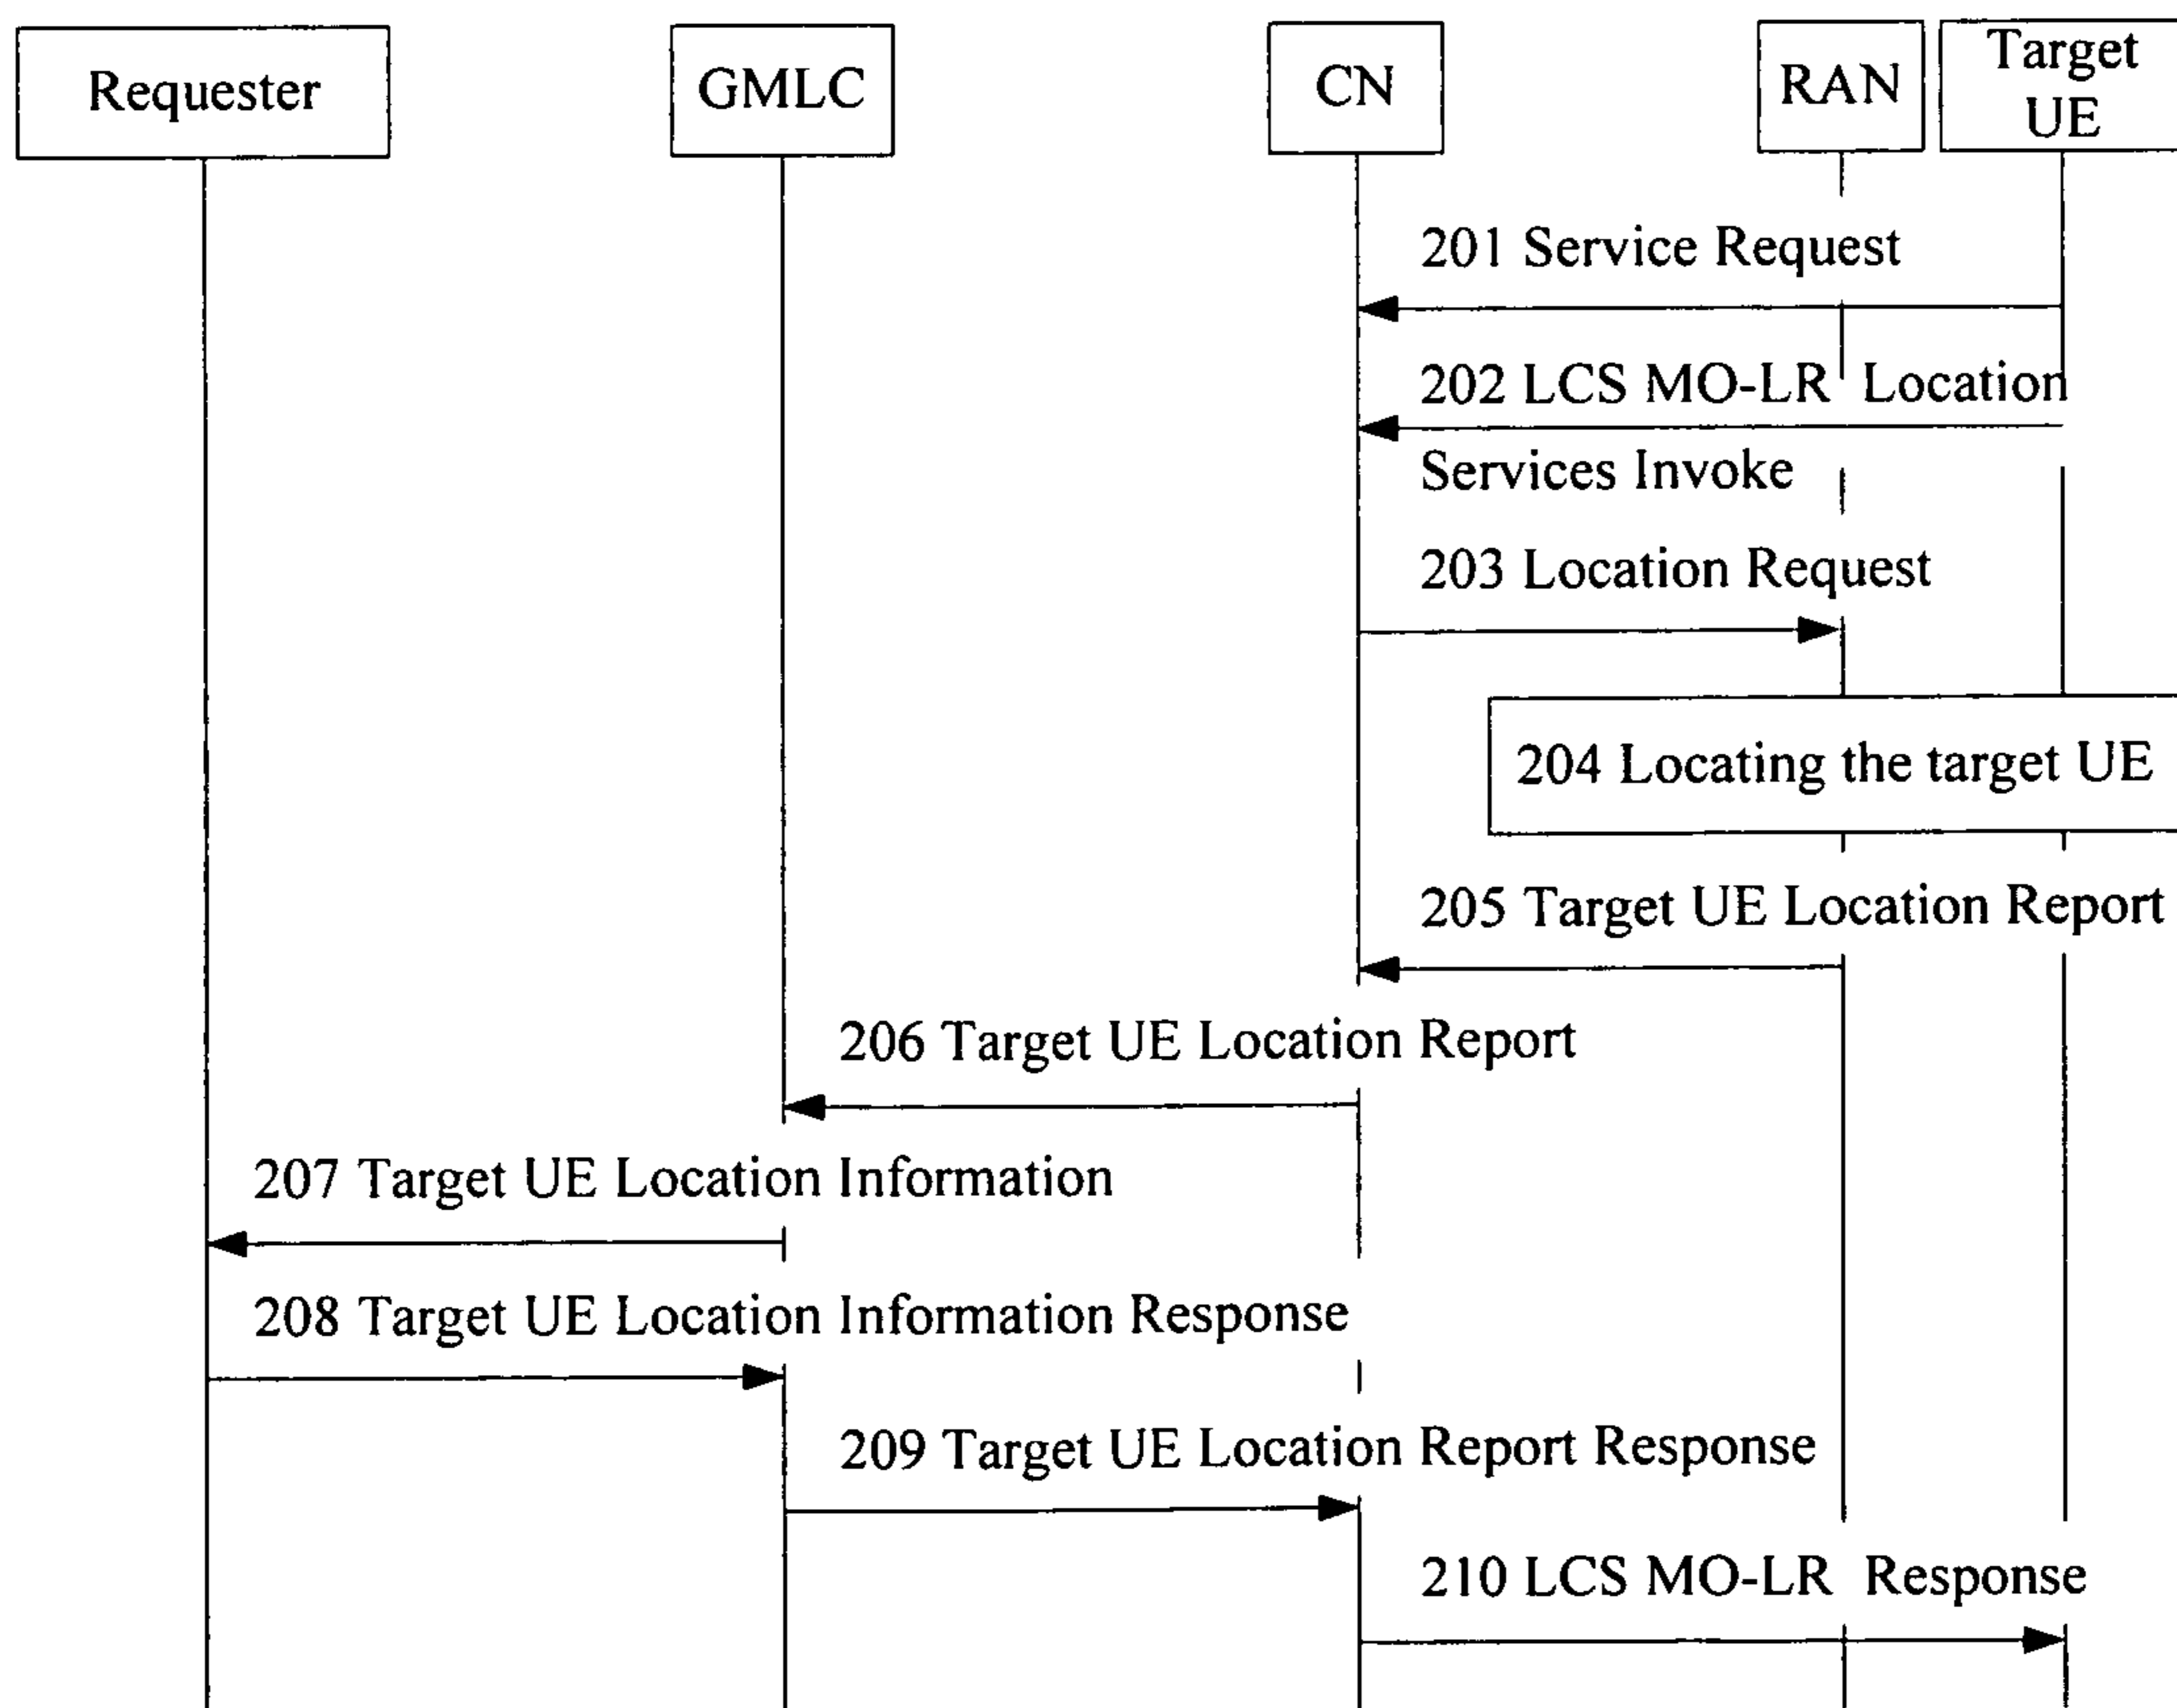 Requester
GMLC
CN
RAN
Target
UE
201 Service Request
202 LCS MO-LR Location
Services Invoke
203 Location Request
204 Locating the target UE
205 Target UE Location Report
206 Target UE Location Report
207 Target UE Location Information
208 Target UE Location Information Response
209 Target UE Location Report Response
210 LCS MO-LR Response